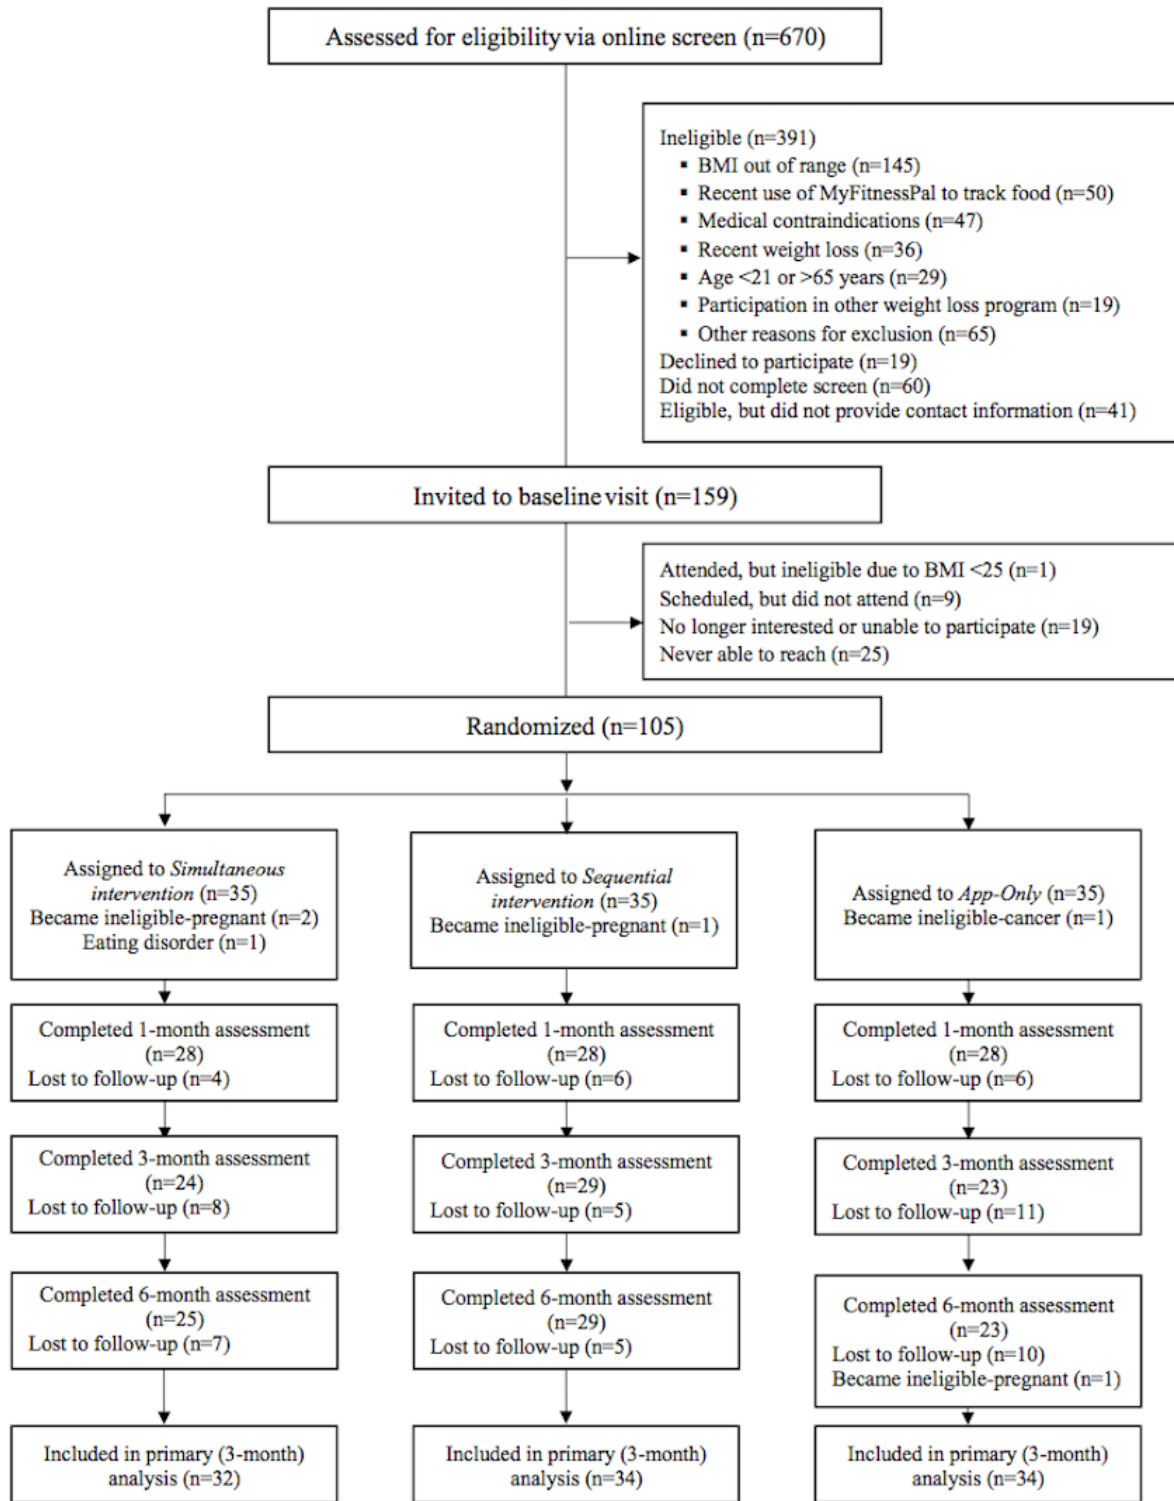 Assessed for eligibility via online screen (n=670)
Ineligible (n=391)
▪ BMI out of range (n=145)
▪ Recent use of MyFitnessPal to track food (n=50)
▪ Medical contraindications (n=47)
▪ Recent weight loss (n=36)
▪ Age <21 or >65 years (n=29)
▪ Participation in other weight loss program (n=19)
▪ Other reasons for exclusion (n=65)
Declined to participate (n=19)
Did not complete screen (n=60)
Eligible, but did not provide contact information (n=41)
Invited to baseline visit (n=159)
Attended, but ineligible due to BMI <25 (n=1)
Scheduled, but did not attend (n=9)
No longer interested or unable to participate (n=19)
Never able to reach (n=25)
Randomized (n=105)
Assigned to Simultaneous
intervention (n=35)
Became ineligible-pregnant (n=2)
Eating disorder (n=1)
Assigned to Sequential
intervention (n=35)
Became ineligible-pregnant (n=1)
Assigned to App-Only (n=35)
Became ineligible-cancer (n=1)
Completed 1-month assessment
(n=28)
Lost to follow-up (n=4)
Completed 1-month assessment
(n=28)
Lost to follow-up (n=6)
Completed 1-month assessment
(n=28)
Lost to follow-up (n=6)
Completed 3-month assessment
(n=24)
Lost to follow-up (n=8)
Completed 3-month assessment
(n=29)
Lost to follow-up (n=5)
Completed 3-month assessment
(n=23)
Lost to follow-up (n=11)
Completed 6-month assessment
(n=25)
Lost to follow-up (n=7)
Completed 6-month assessment
(n=29)
Lost to follow-up (n=5)
Completed 6-month assessment
(n=23)
Lost to follow-up (n=10)
Became ineligible-pregnant (n=1)
Included in primary (3-month)
analysis (n=32)
Included in primary (3-month)
analysis (n=34)
Included in primary (3-month)
analysis (n=34)